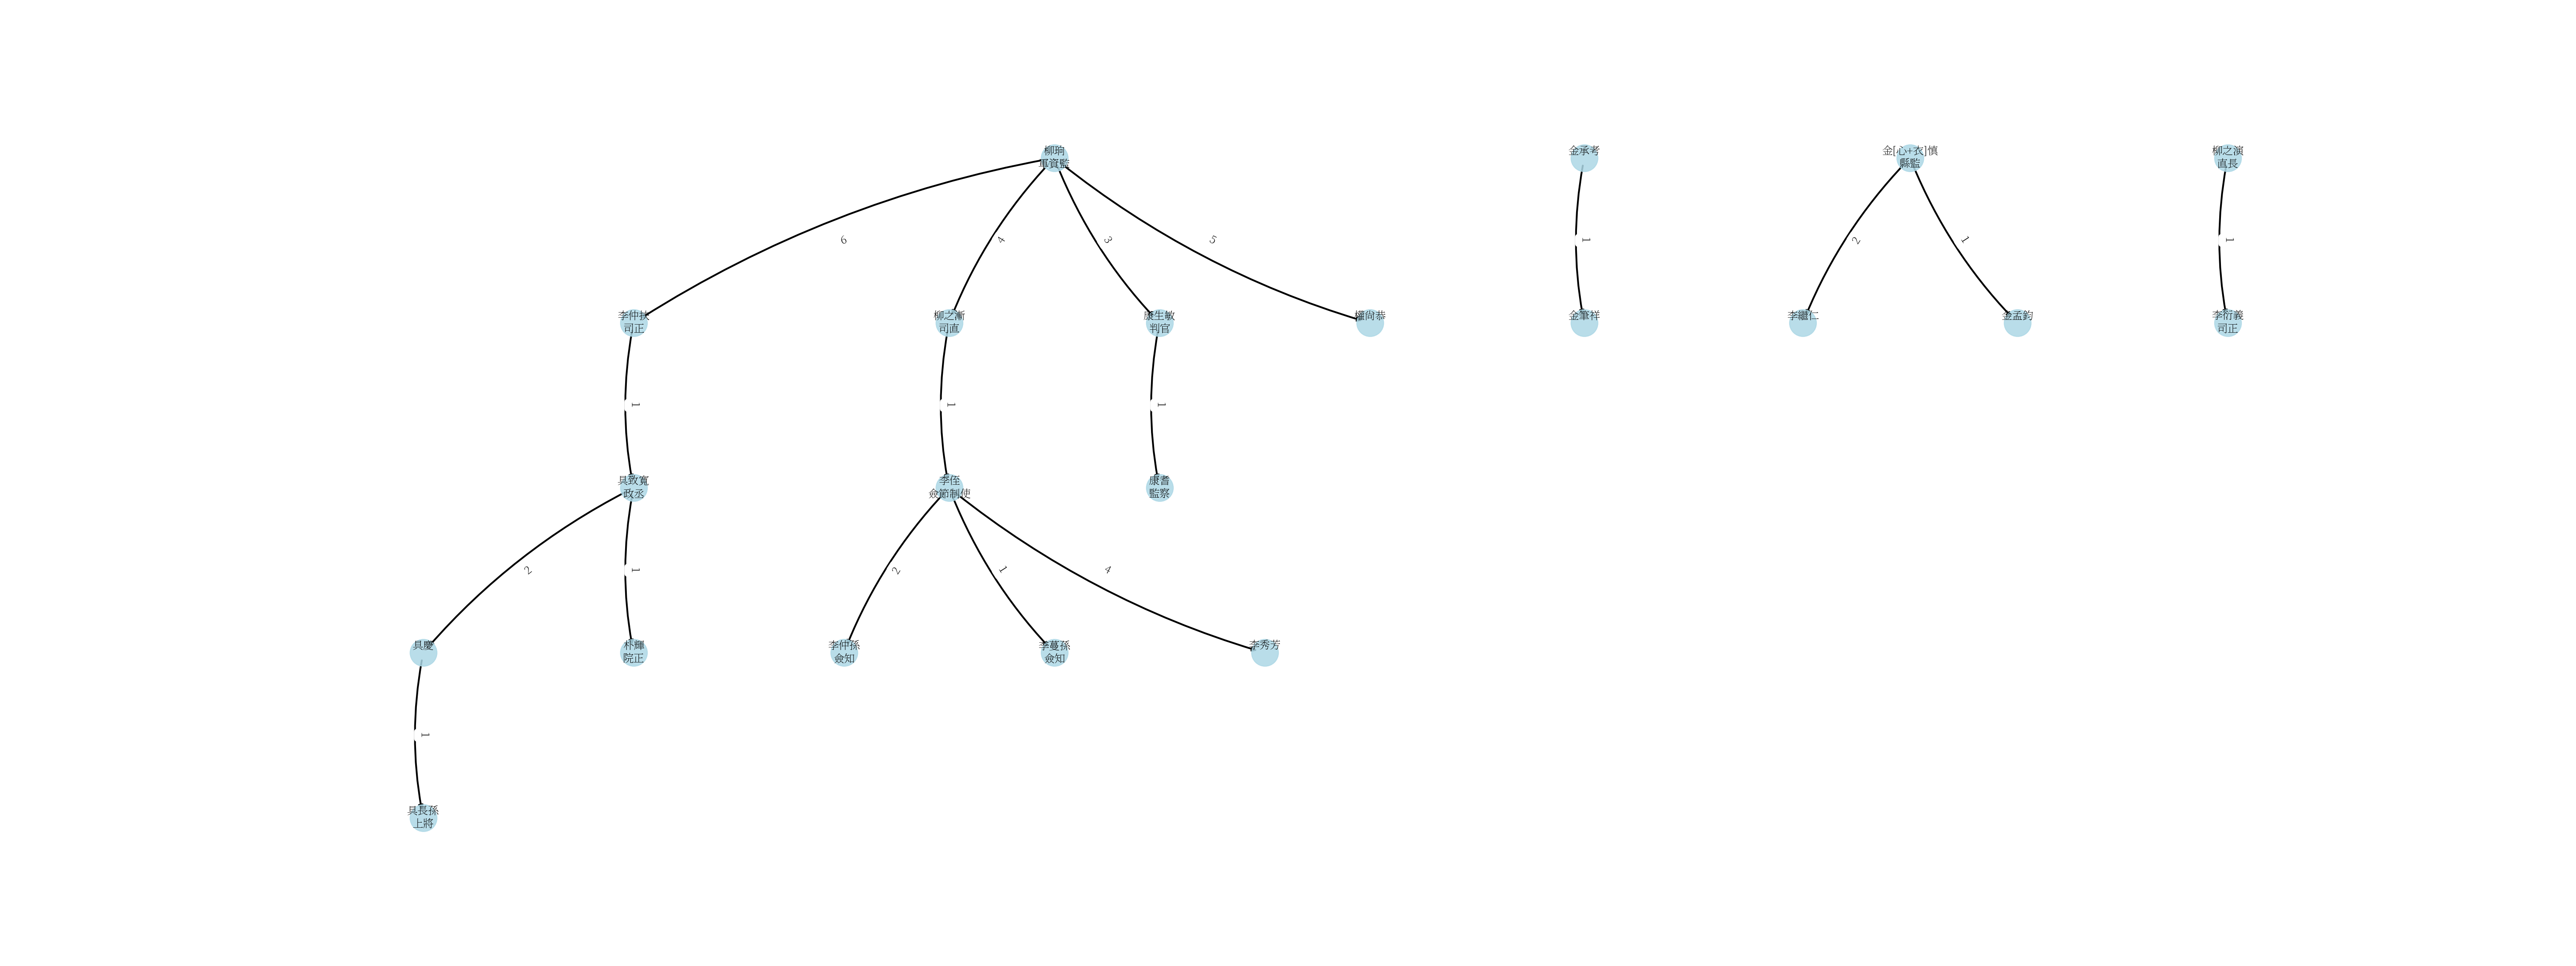 柳珦
軍資監
金承考
金[心+衣]慎
縣監
柳之演
直長
6
4
3
5
1
2
1
1
李仲扶
司正
柳之漸
司直
康生敏
判官
權尙恭
金筆祥
李繼仁
金孟鈞
李衍義
司正
1
1
1
具致寬
政丞
李侄
僉節制使
康耆
監察
2
1
2
1
4
具慶
朴輝
院正
李仲孫
僉知
李蔓孫
僉知
李秀芳
1
具長孫
上將